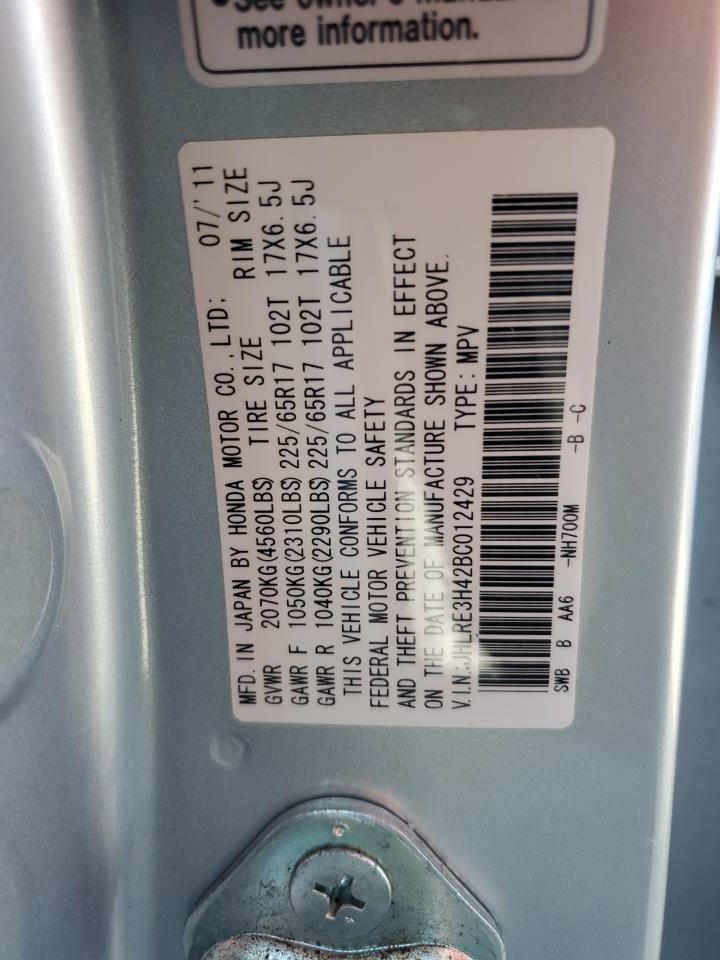 ●See owner's manual
more information.
MFD. IN JAPAN BY HONDA MOTOR CO.,LTD; 07/'11
GVWR 2070KG(4560LBS) TIRE SIZE RIM SIZE
GAWR F 1050KG(2310LBS) 225/65R17 102T 17X6.5J
GAWR R 1040KG(2290LBS) 225/65R17 102T 17X6.5J
THIS VEHICLE CONFORMS TO ALL APPLICABLE
FEDERAL MOTOR VEHICLE SAFETY
AND THEFT PREVENTION STANDARDS IN EFFECT
ON THE DATE OF MANUFACTURE SHOWN ABOVE.
V.I.N.:JHLRE3H42BC012429 TYPE:MPV
SWB B AA6 -NH700M -B -C